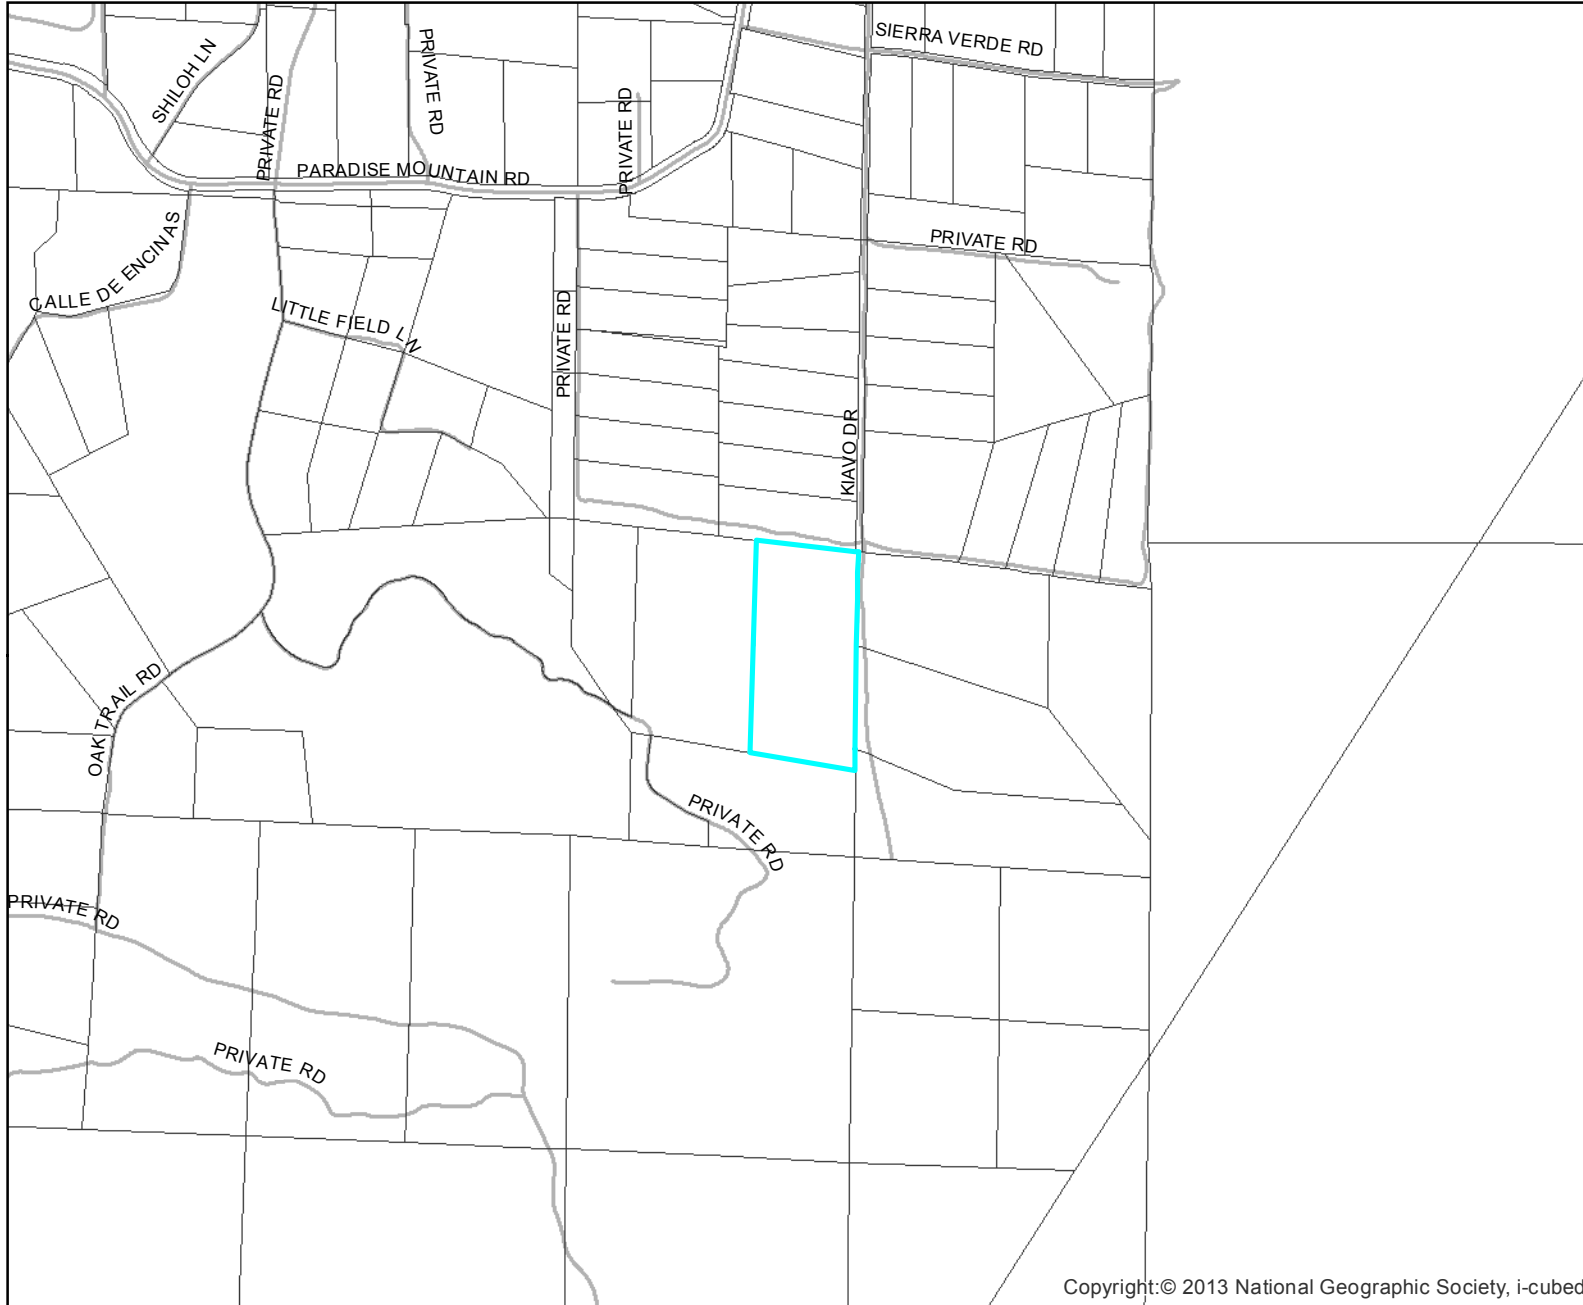 SIERRA VERDE RD
SHILOH LN
PRIVATE RD
PRIVATE RD
PRIVATE RD
PARADISE MOUNTAIN RD
PRIVATE RD
CALLE DE ENCINAS
LITTLE FIELD LN
PRIVATE RD
KIAVO DR
OAK TRAIL RD
PRIVATE RD
PRIVATE RD
PRIVATE RD
Copyright:© 2013 National Geographic Society, i-cubed